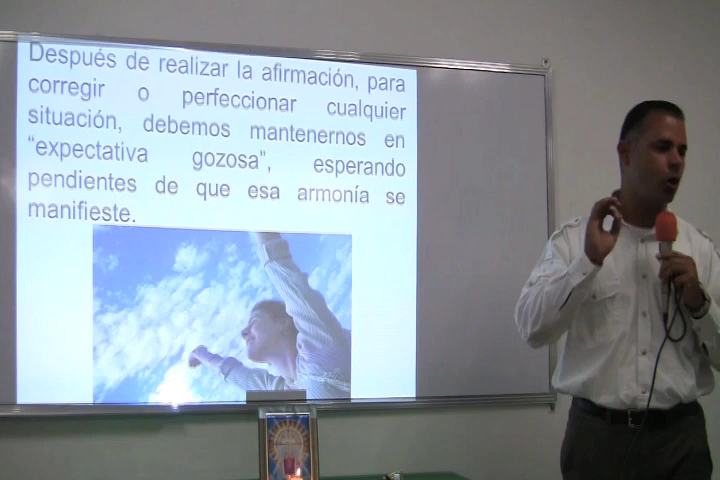 Después de realizar la afirmación, para
corregir o perfeccionar cualquier
situación, debemos mantenernos en
“expectativa gozosa”, esperando
pendientes de que esa armonía se
manifieste.